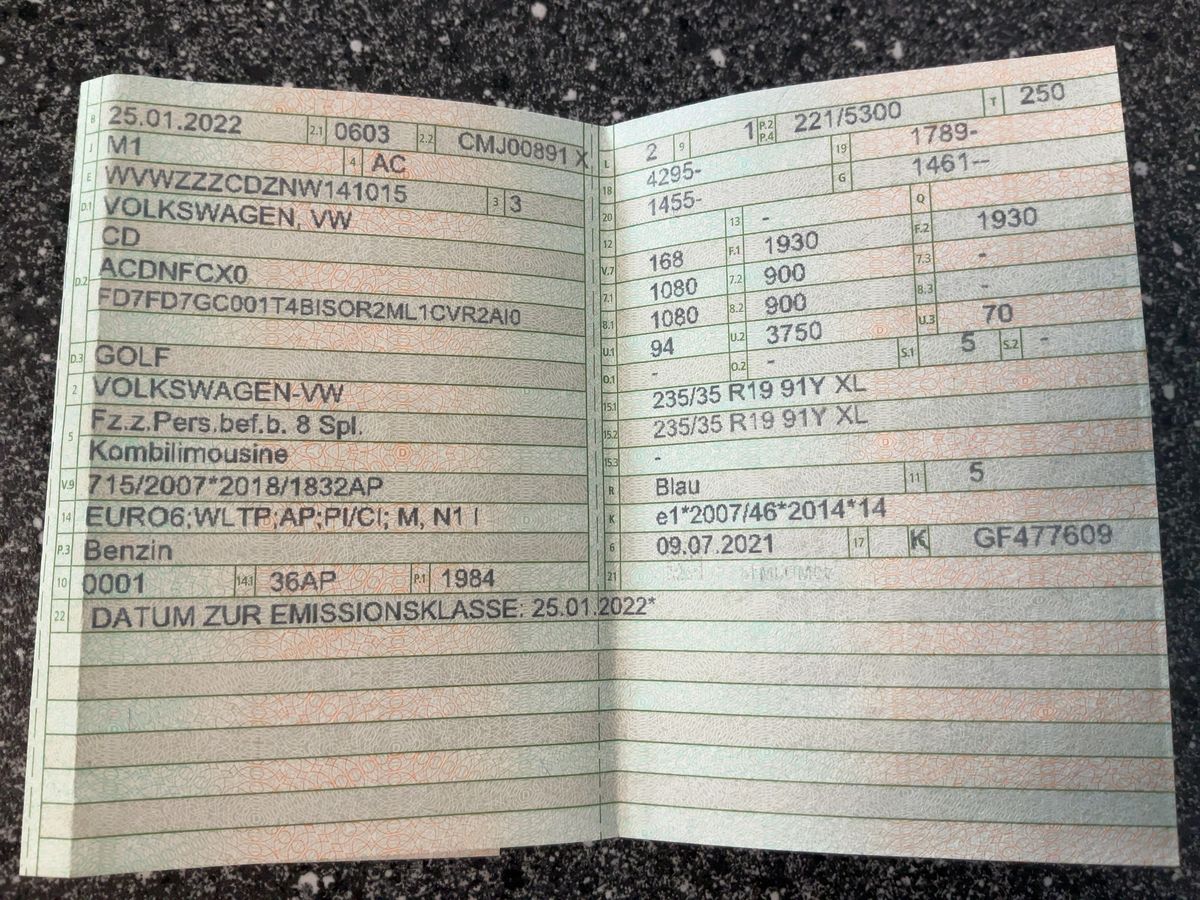 B 25.01.2022 2.1 0603 2.2 CMJ00891 X
J M1 4 AC
E WVWZZZCDZNW141015 3 3
D.1 VOLKSWAGEN, VW
CD
D.2 ACDNFCX0
FD7FD7GC001T4BISOR2ML1CVR2AI0
D.3 GOLF
2 VOLKSWAGEN-VW
5 Fz.z.Pers.bef.b. 8 Spl.
Kombilimousine
V.9 715/2007*2018/1832AP
14 EURO6;WLTP;AP;PI/CI; M, N1 I
P.3 Benzin
10 0001 14.1 36AP P.1 1984
22 DATUM ZUR EMISSIONSKLASSE: 25.01.2022*
L 2 9 1 P.2 P.4 221/5300 T 250
18 4295- 19 1789-
20 1455- G 1461--
12 13 - Q
V.7 168 F.1 1930 F.2 1930
7.1 1080 7.2 900 7.3 -
8.1 1080 8.2 900 8.3 -
U.1 94 U.2 3750 U.3 70
O.1 - O.2 - S.1 5 S.2 -
15.1 235/35 R19 91Y XL
15.2 235/35 R19 91Y XL
15.3 -
R Blau 11 5
K e1*2007/46*2014*14
6 09.07.2021 17 K GF477609
21